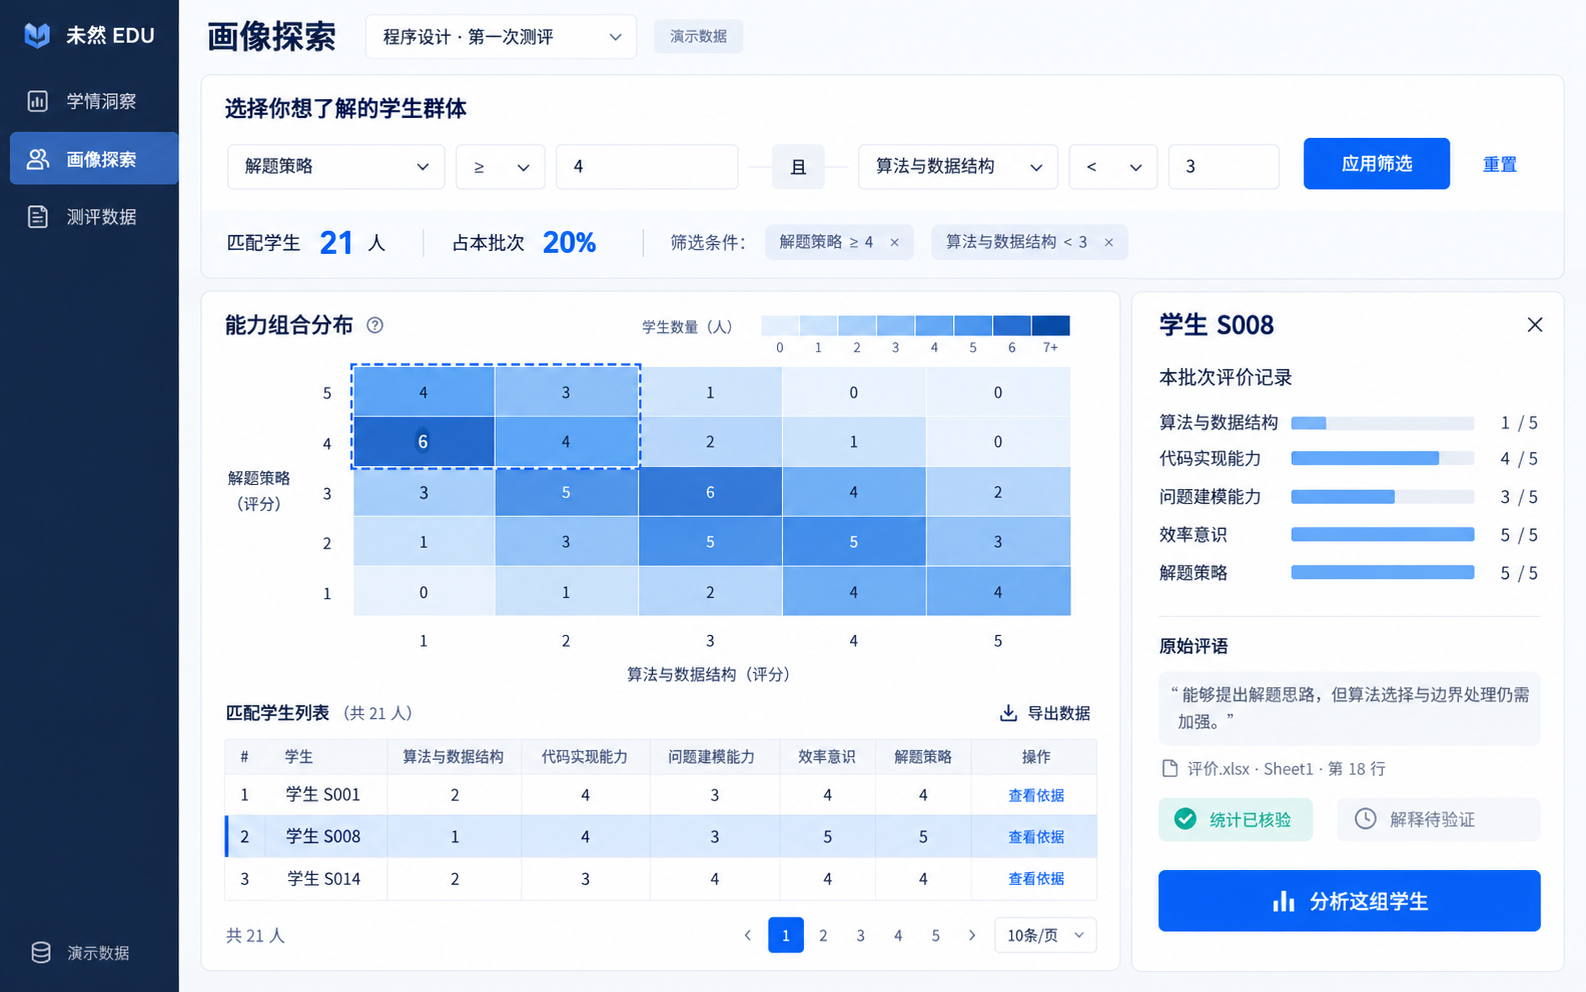 未然 EDU
学情洞察
画像探索
测评数据
演示数据
画像探索 程序设计 · 第一次测评 演示数据
选择你想了解的学生群体
解题策略 ≥ 4 且 算法与数据结构 < 3 应用筛选 重置
匹配学生 21 人 占本批次 20% 筛选条件： 解题策略 ≥ 4 × 算法与数据结构 < 3 ×
能力组合分布 ? 学生数量（人）
0 1 2 3 4 5 6 7+
解题策略
（评分）
5 4 3 1 0 0
4 6 4 2 1 0
3 3 5 6 4 2
2 1 3 5 5 3
1 0 1 2 4 4
1 2 3 4 5
算法与数据结构（评分）
匹配学生列表 （共 21 人） 导出数据
# 学生 算法与数据结构 代码实现能力 问题建模能力 效率意识 解题策略 操作
1 学生 S001 2 4 3 4 4 查看依据
2 学生 S008 1 4 3 5 5 查看依据
3 学生 S014 2 3 4 4 4 查看依据
共 21 人 < 1 2 3 4 5 > 10条/页
学生 S008 ×
本批次评价记录
算法与数据结构 1 / 5
代码实现能力 4 / 5
问题建模能力 3 / 5
效率意识 5 / 5
解题策略 5 / 5
原始评语
“ 能够提出解题思路，但算法选择与边界处理仍需
加强。”
评价.xlsx · Sheet1 · 第 18 行
统计已核验 解释待验证
分析这组学生